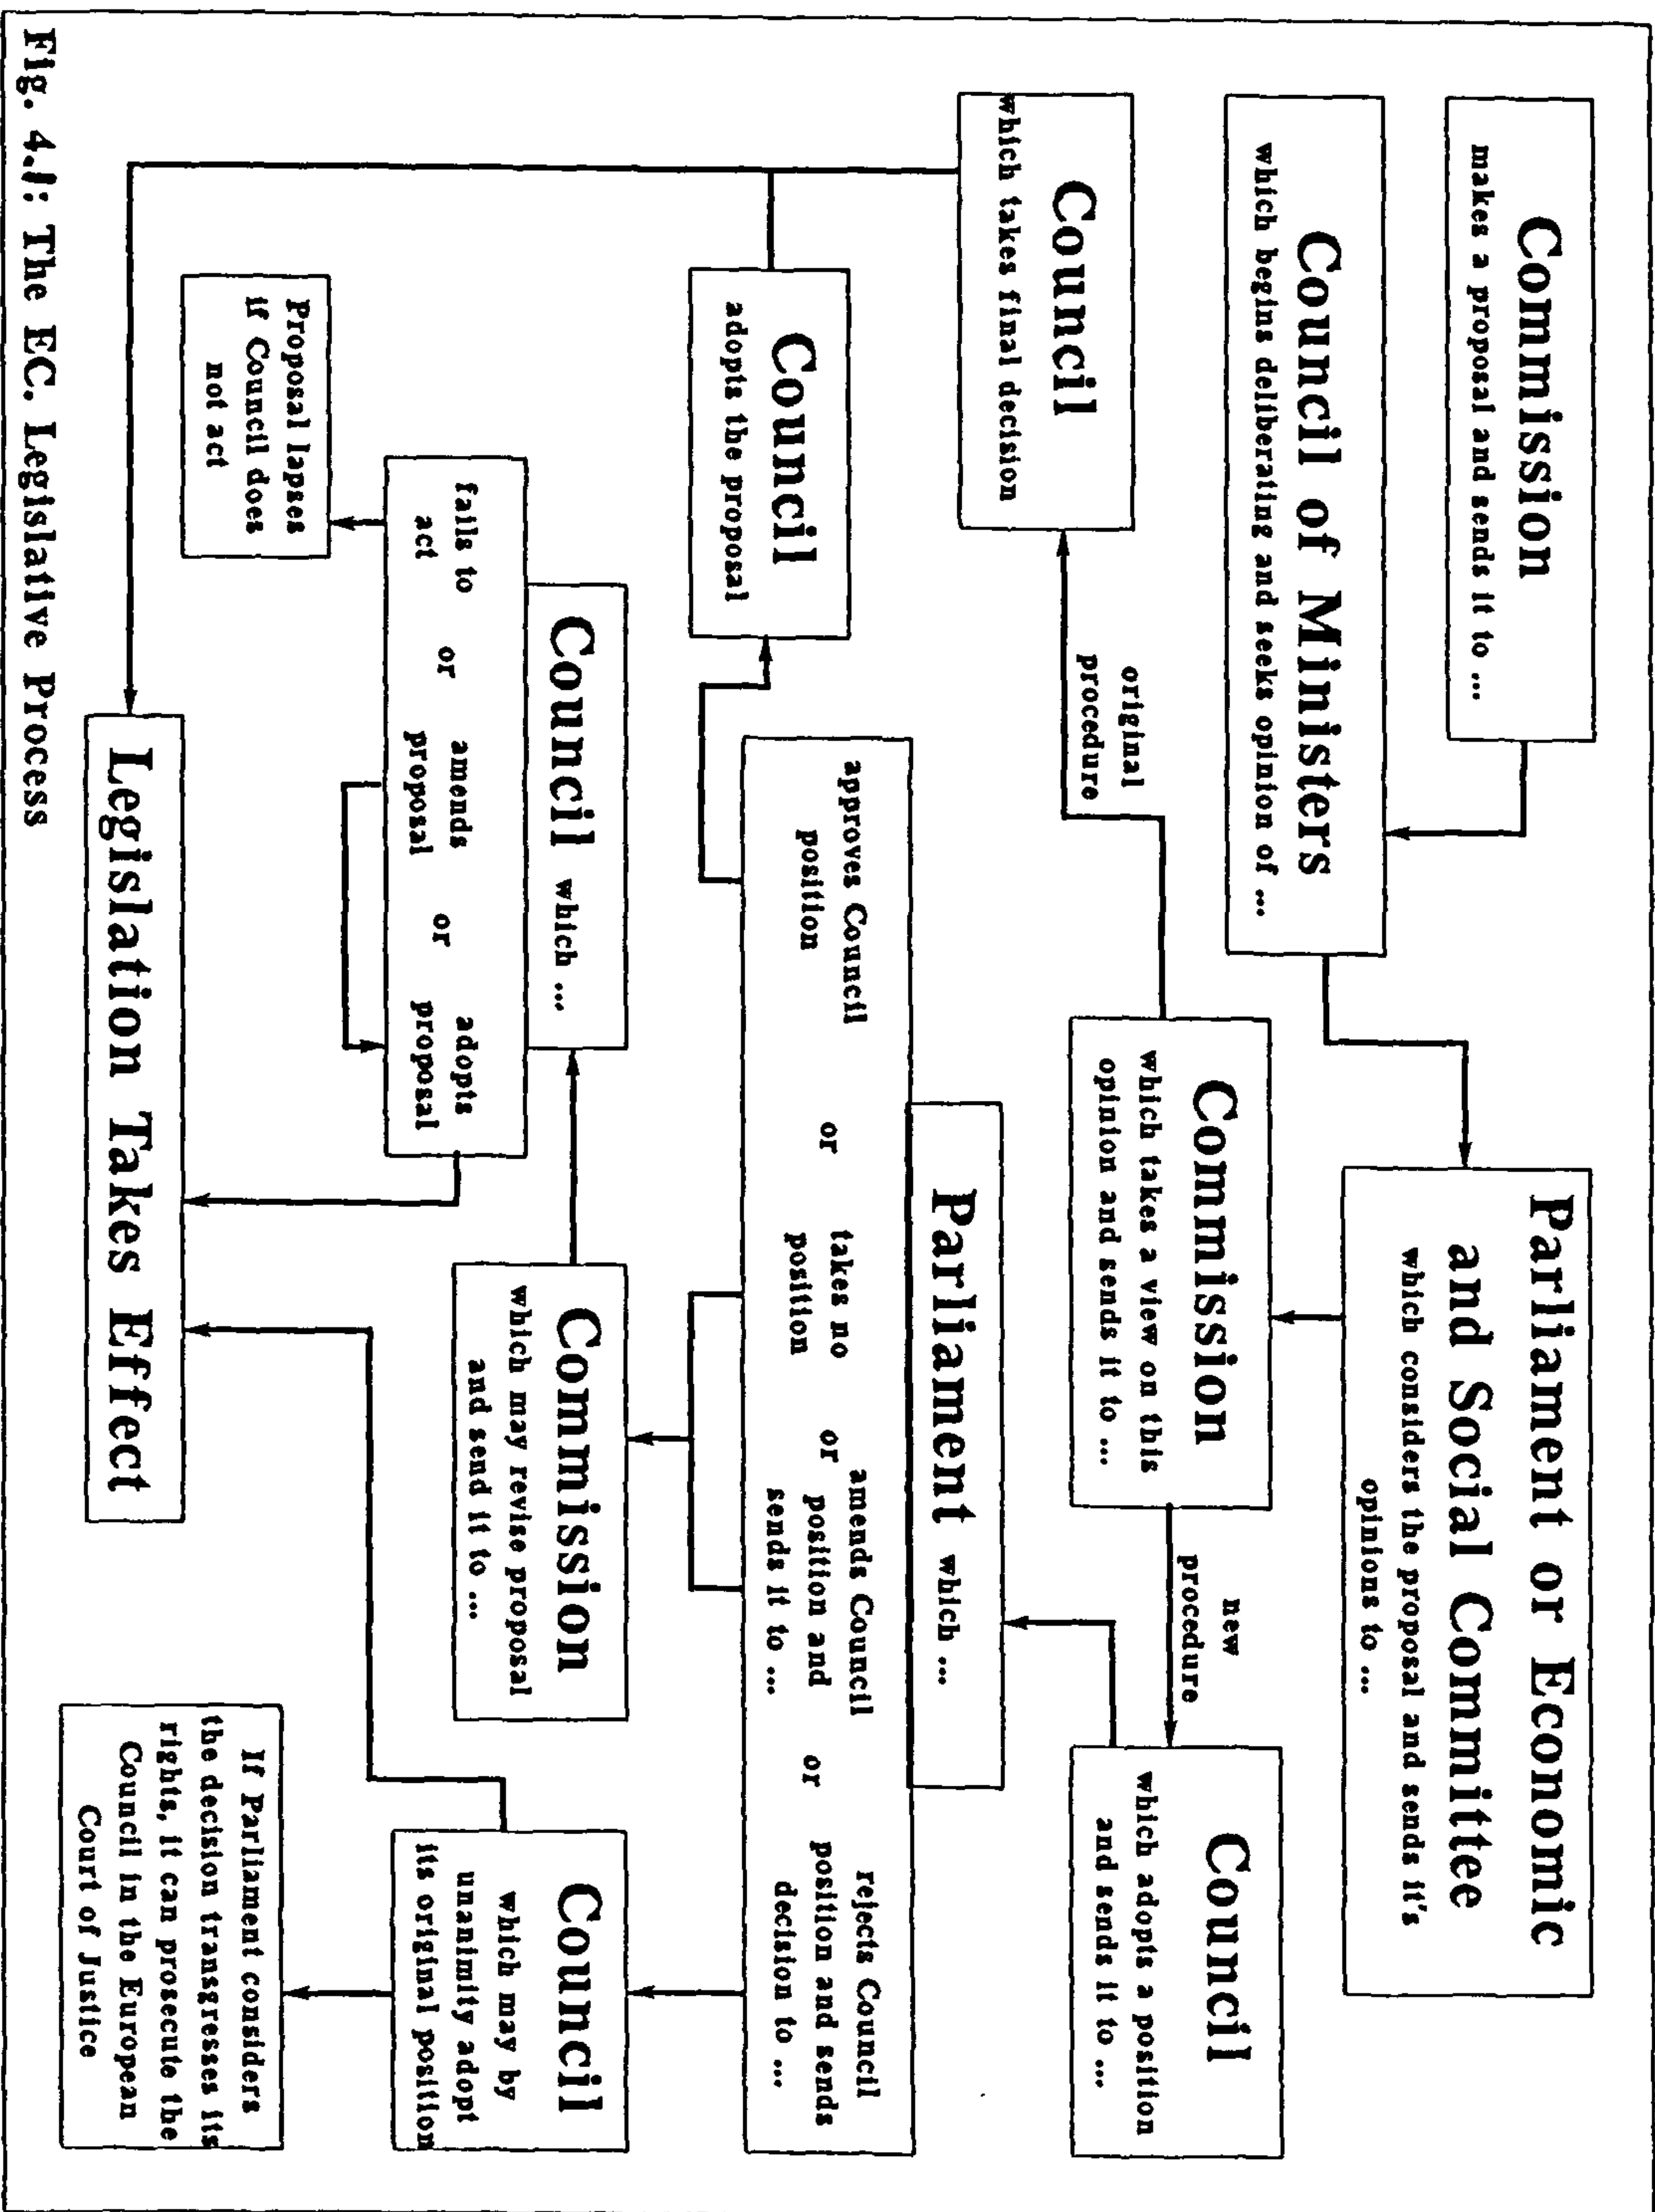 Commission
makes a proposal and sends it to ...
Council of Ministers
which begins deliberating and seeks opinion of ...
Parliament or Economic
and Social Committee
which considers the proposal and sends it's
opinions to ...
Commission
which takes a view on this
opinion and sends it to ...
original
procedure
new
procedure
Council
which takes final decision
Council
which adopts a position
and sends it to ...
Parliament which ...
approves Council
position
or
takes no
position
or
amends Council
position and
sends it to ...
or
rejects Council
position and sends
decision to ...
Council
adopts the proposal
Commission
which may revise proposal
and send it to ...
Council
which may by
unanimity adopt
its original position
Council which ...
fails to
act
or
amends
proposal
or
adopts
proposal
Proposal lapses
if Council does
not act
If Parliament considers
the decision transgresses its
rights, it can prosecute the
Council in the European
Court of Justice
Legislation Takes Effect
Fig. 4.1: The EC. Legislative Process